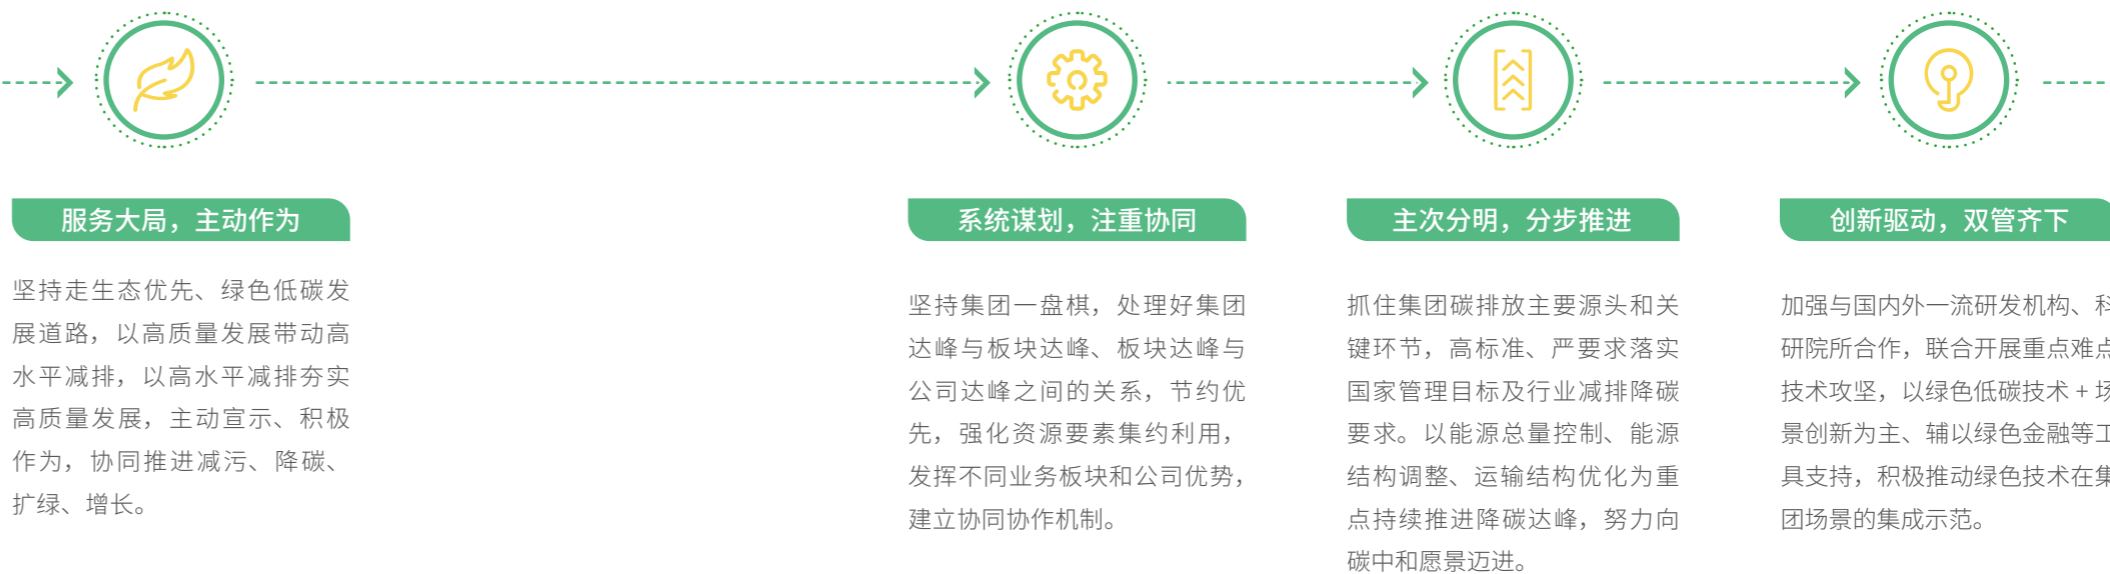 服务大局，主动作为
坚持走生态优先、绿色低碳发
展道路，以高质量发展带动高
水平减排，以高水平减排夯实
高质量发展，主动宣示、积极
作为，协同推进减污、降碳、
扩绿、增长。
系统谋划，注重协同
坚持集团一盘棋，处理好集团
达峰与板块达峰、板块达峰与
公司达峰之间的关系，节约优
先，强化资源要素集约利用，
发挥不同业务板块和公司优势，
建立协同协作机制。
主次分明，分步推进
抓住集团碳排放主要源头和关
键环节，高标准、严要求落实
国家管理目标及行业减排降碳
要求。以能源总量控制、能源
结构调整、运输结构优化为重
点持续推进降碳达峰，努力向
碳中和愿景迈进。
创新驱动，双管齐下
加强与国内外一流研发机构、科
研院所合作，联合开展重点难点
技术攻坚，以绿色低碳技术 + 场
景创新为主、辅以绿色金融等工
具支持，积极推动绿色技术在集
团场景的集成示范。